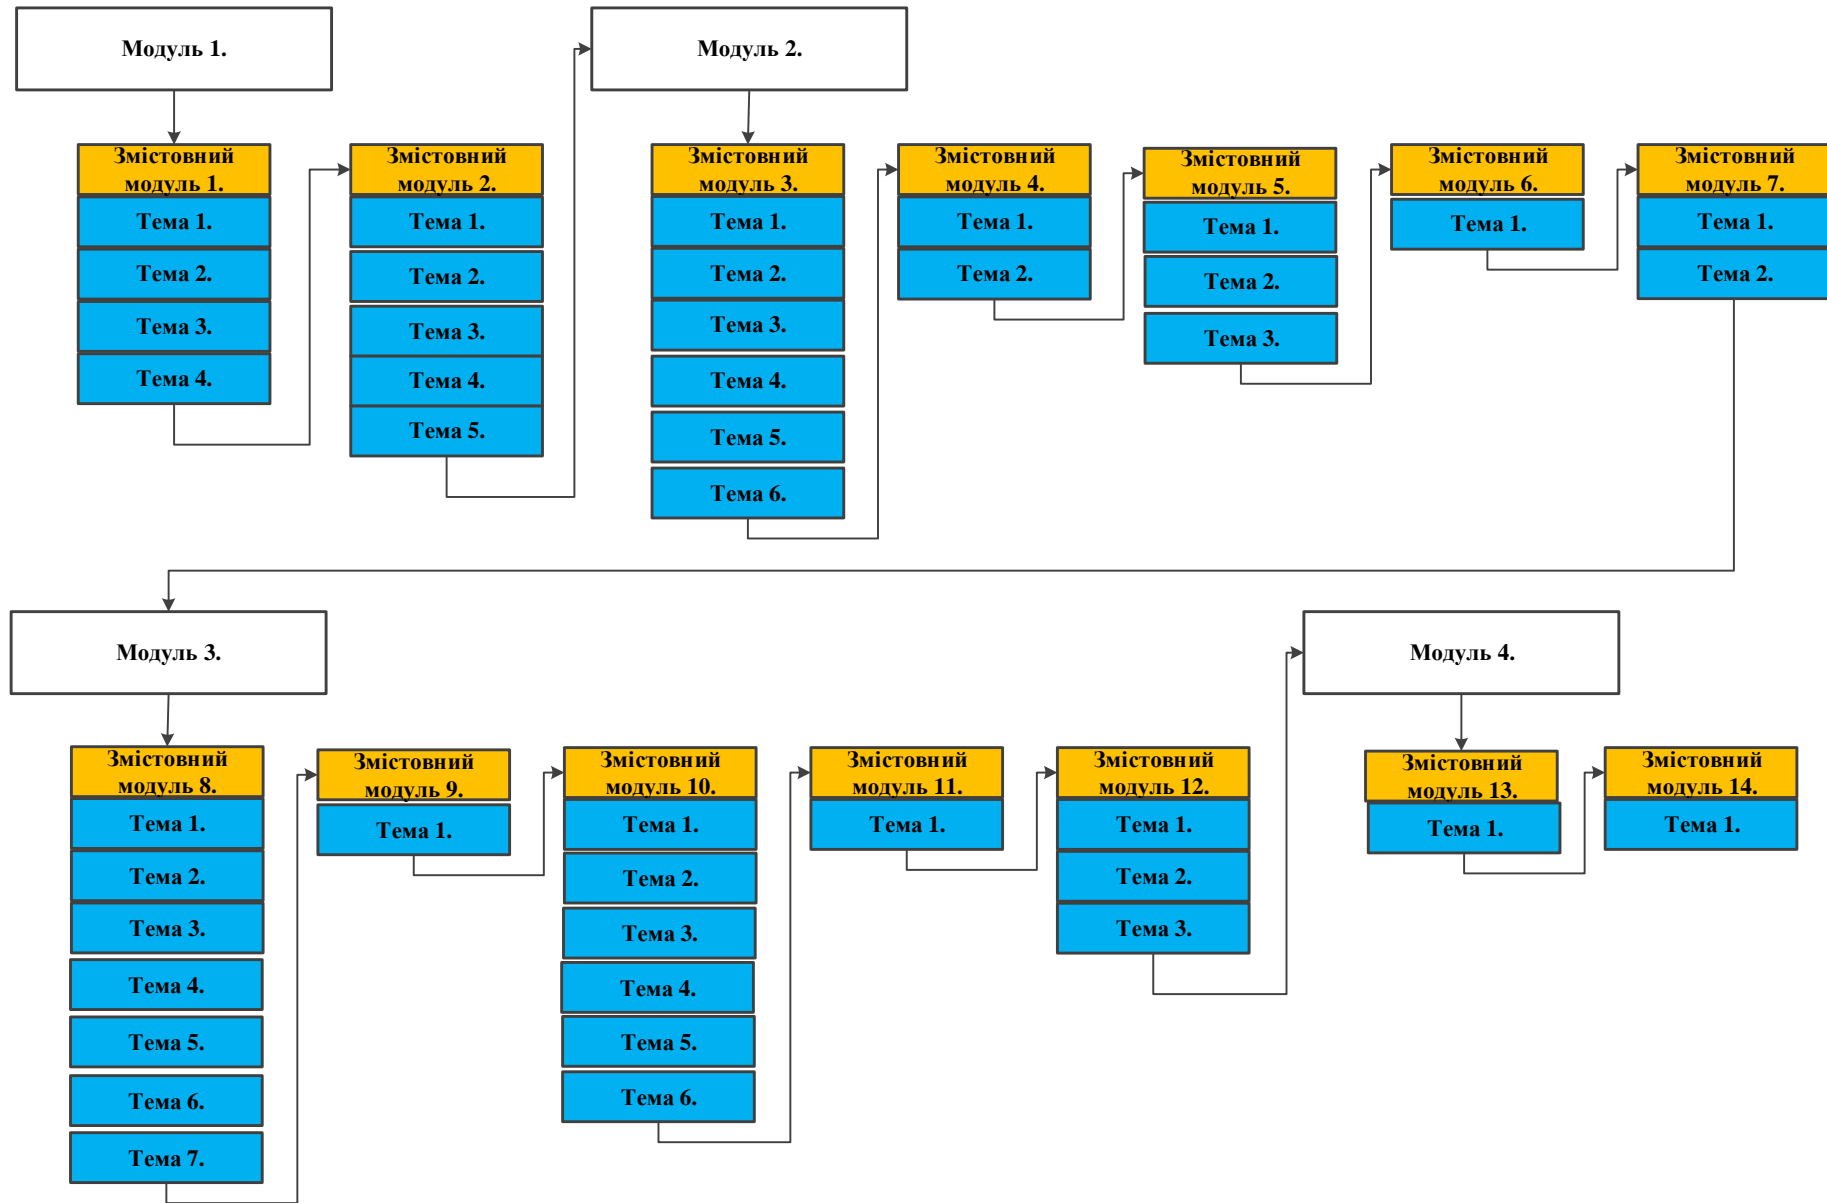 Модуль 1.
Змістовний
модуль 1.
Тема 1.
Тема 2.
Тема 3.
Тема 4.
Змістовний
модуль 2.
Тема 1.
Тема 2.
Тема 3.
Тема 4.
Тема 5.
Модуль 2.
Змістовний
модуль 3.
Тема 1.
Тема 2.
Тема 3.
Тема 4.
Тема 5.
Тема 6.
Змістовний
модуль 4.
Тема 1.
Тема 2.
Змістовний
модуль 5.
Тема 1.
Тема 2.
Тема 3.
Змістовний
модуль 6.
Тема 1.
Змістовний
модуль 7.
Тема 1.
Тема 2.
Модуль 3.
Змістовний
модуль 8.
Тема 1.
Тема 2.
Тема 3.
Тема 4.
Тема 5.
Тема 6.
Тема 7.
Змістовний
модуль 9.
Тема 1.
Змістовний
модуль 10.
Тема 1.
Тема 2.
Тема 3.
Тема 4.
Тема 5.
Тема 6.
Змістовний
модуль 11.
Тема 1.
Змістовний
модуль 12.
Тема 1.
Тема 2.
Тема 3.
Модуль 4.
Змістовний
модуль 13.
Тема 1.
Змістовний
модуль 14.
Тема 1.